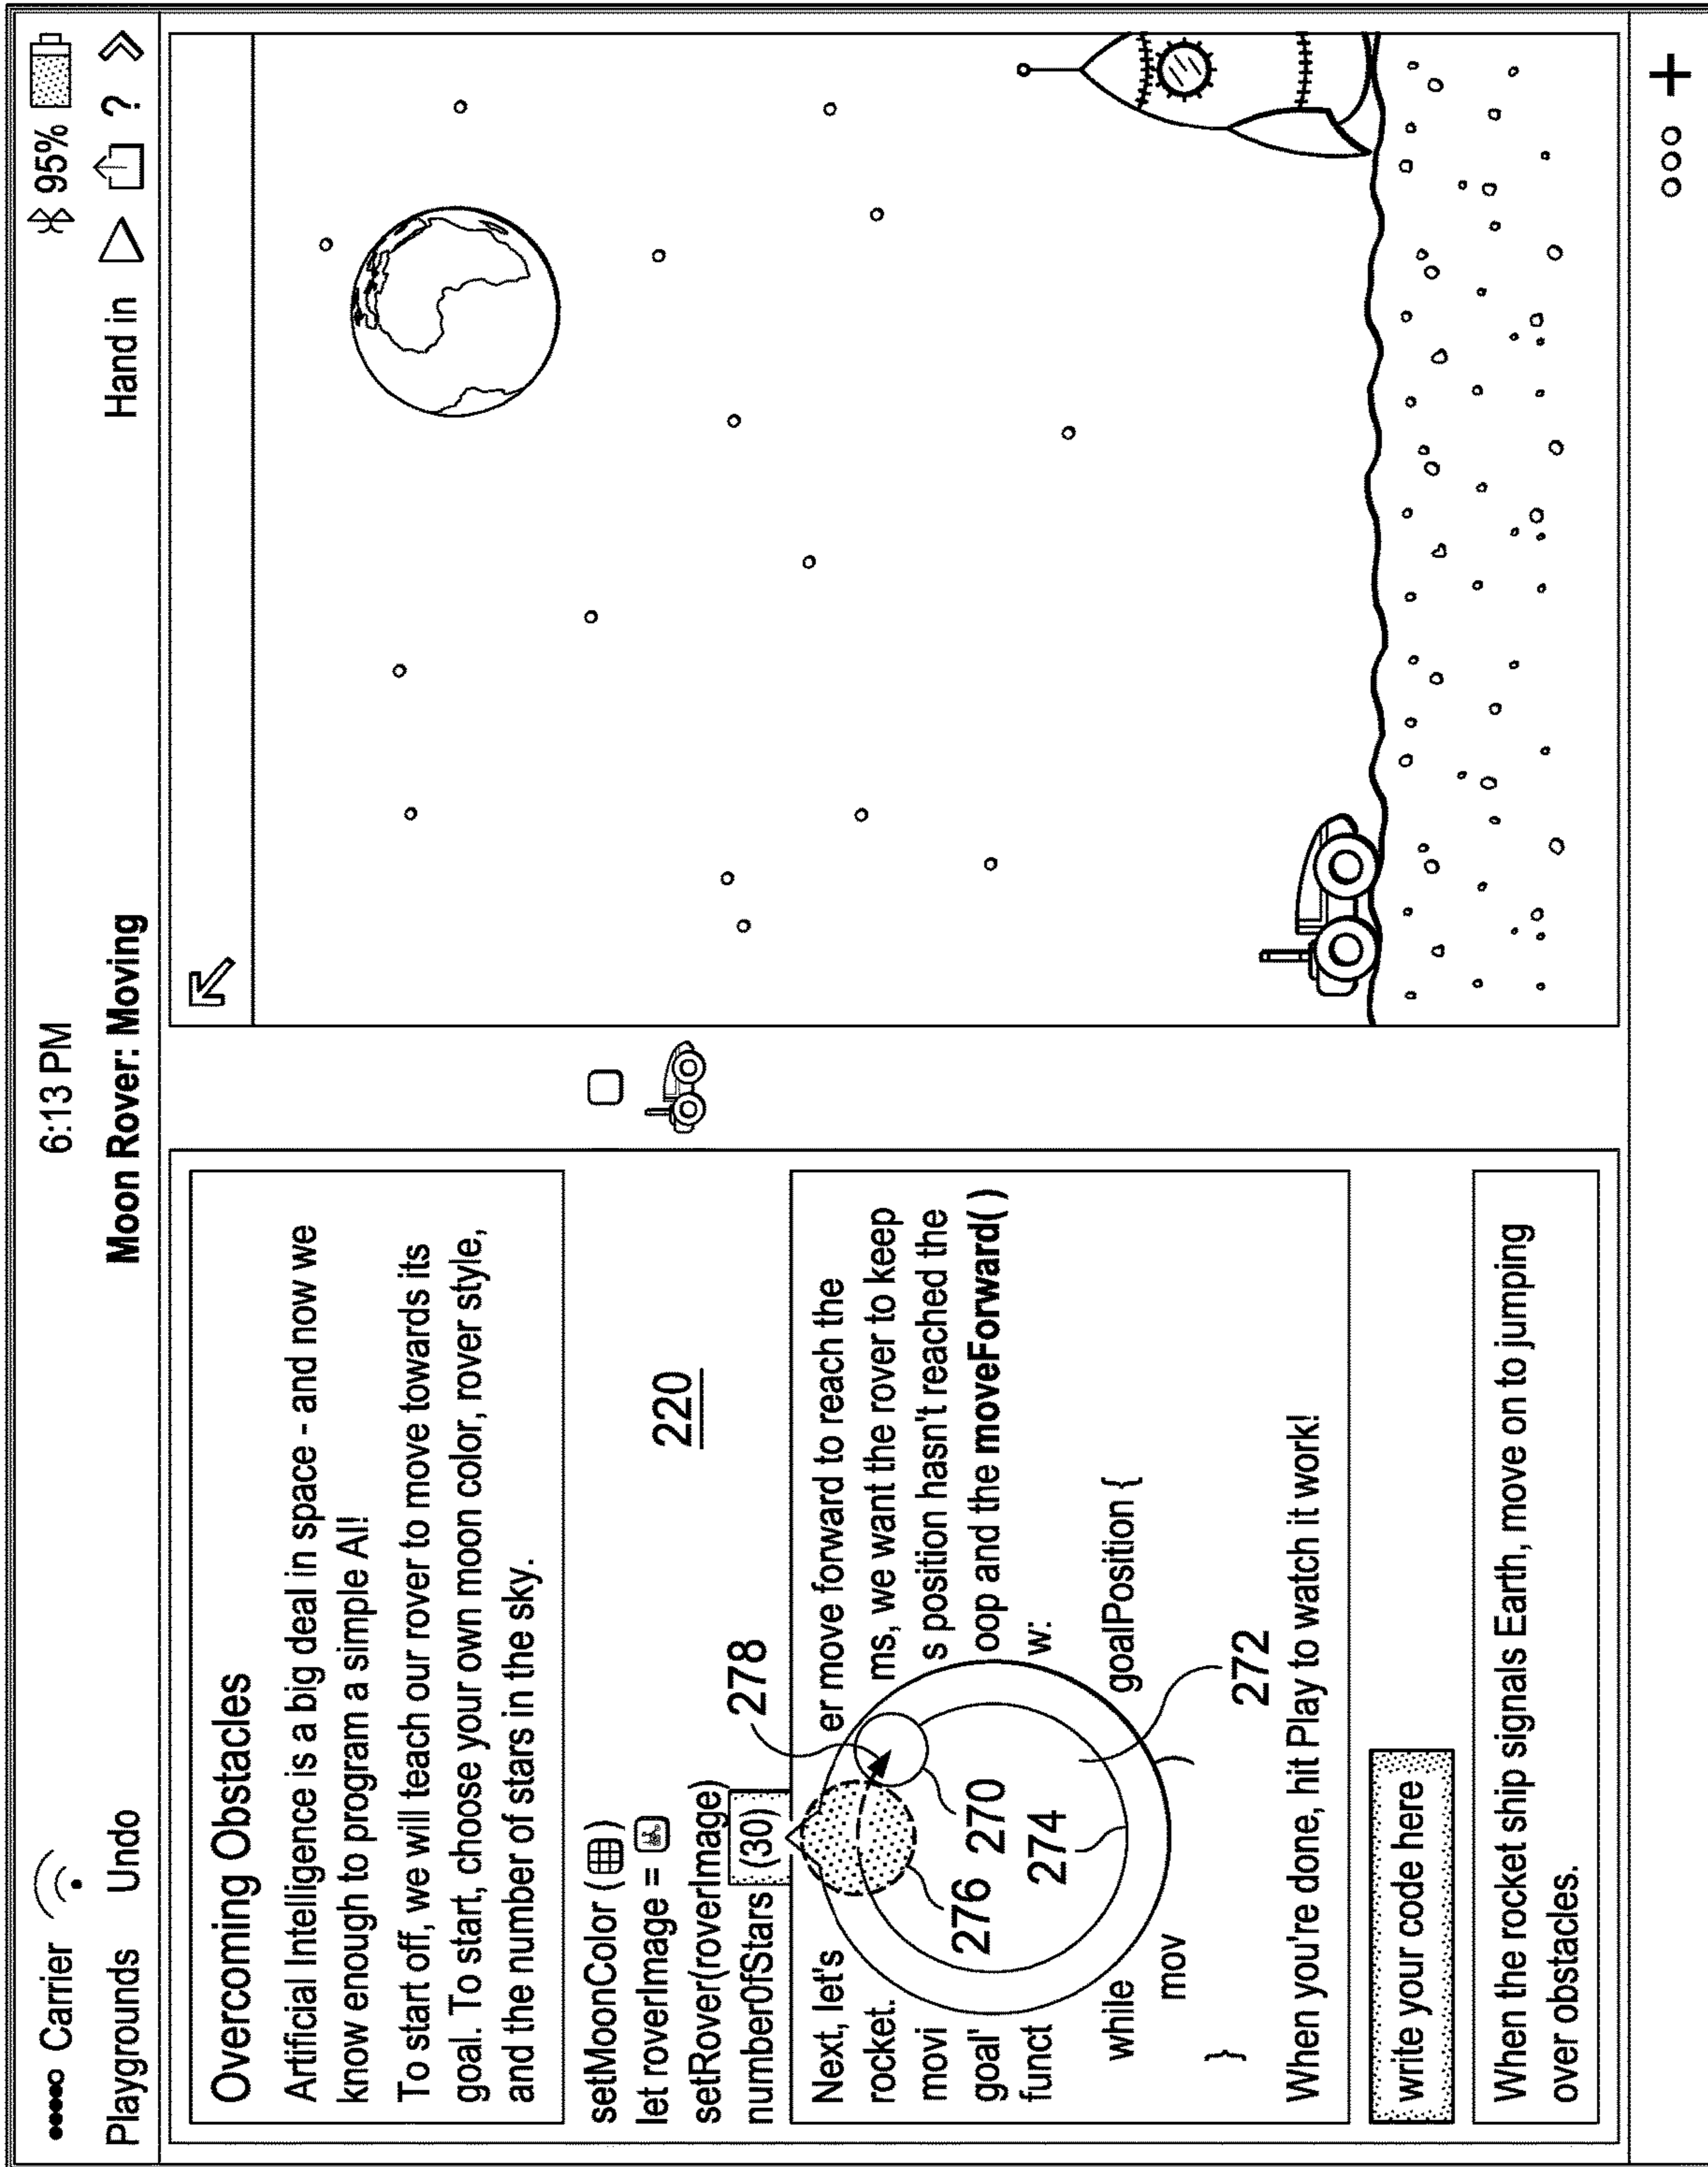 Carrier 6:13 PM 95%
Playgrounds Undo Moon Rover: Moving Hand in ?
Overcoming Obstacles
Artificial Intelligence is a big deal in space - and now we
know enough to program a simple AI!
To start off, we will teach our rover to move towards its
goal. To start, choose your own moon color, rover style,
and the number of stars in the sky.
setMoonColor ( )
let roverImage =
220
setRover(roverImage)
278
number0fStars (30)
Next, let's er move forward to reach the
rocket. ms, we want the rover to keep
movi s position hasn't reached the
goal' oop and the moveForward( )
funct w:
276 270
274
while goalPosition {
mov
272
}
When you're done, hit Play to watch it work!
write your code here
When the rocket ship signals Earth, move on to jumping
over obstacles.